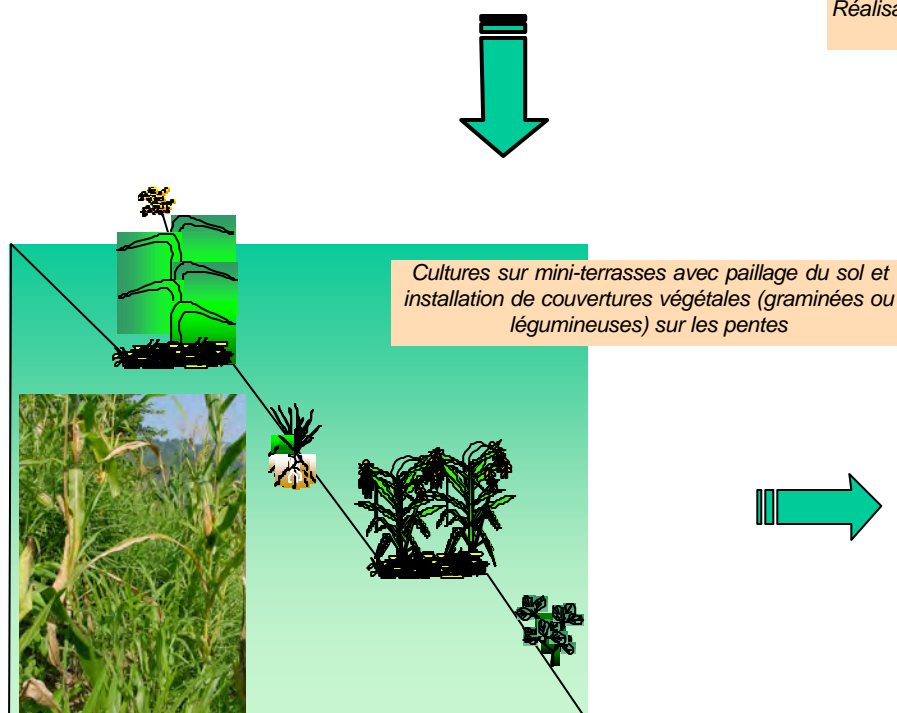 Réalisa
Cultures sur mini-terrasses avec paillage du sol et
installation de couvertures végétales (graminées ou
légumineuses) sur les pentes